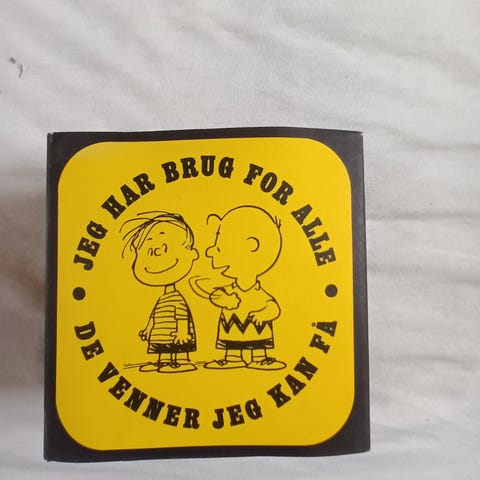 JEG HAR BRUG FOR ALLE
DE VENNER JEG KAN FÅ